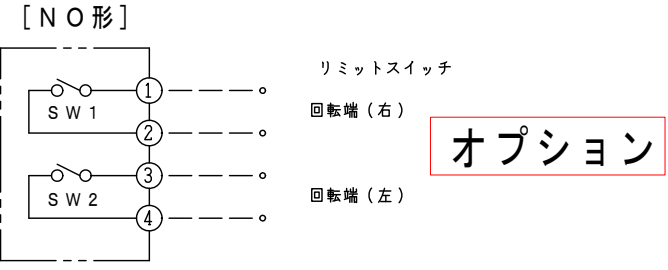 [NO形]
リミットスイッチ
① 
SW1
回転端(右)
②
オプション
③
SW2
回転端(左)
④